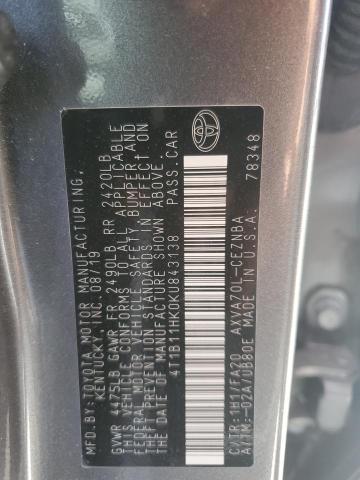 MFD. BY: TOYOTA MOTOR MANUFACTURING,
KENTUCKY, INC. 08/19
GVWR 4475LB GAWR FR 2490LB RR 2420LB
THIS VEHICLE CONFORMS TO ALL APPLICABLE
FEDERAL MOTOR VEHICLE SAFETY, BUMPER, AND
THEFT PREVENTION STANDARDS IN EFFECT ON
THE DATE OF MANUFACTURE SHOWN ABOVE.
4T1B11HK0KU843138 PASS. CAR
C/TR: 1H1/FA20 AXVA70L-CEZNBA
A/TM: -02A/UB80E MADE IN U.S.A.
78348